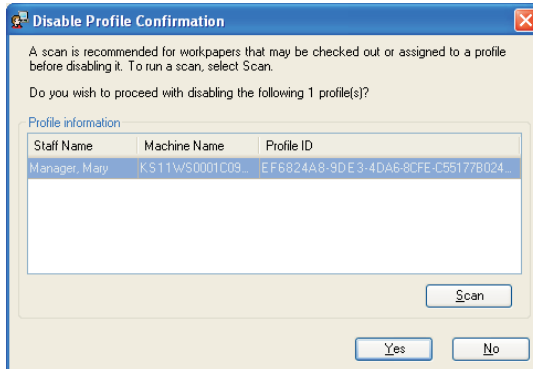 Disable Profile Confirmation
A scan is recommended for workpapers that may be checked out or assigned to a profile
before disabling it. To run a scan, select Scan.
Do you wish to proceed with disabling the following 1 profile(s)?
Profile information
Staff Name Machine Name Profile ID
Manager, Mary KS11WS0001C09... EF6824A8-9DE3-4DA6-8CFE-C55177B024...
Scan
Yes No